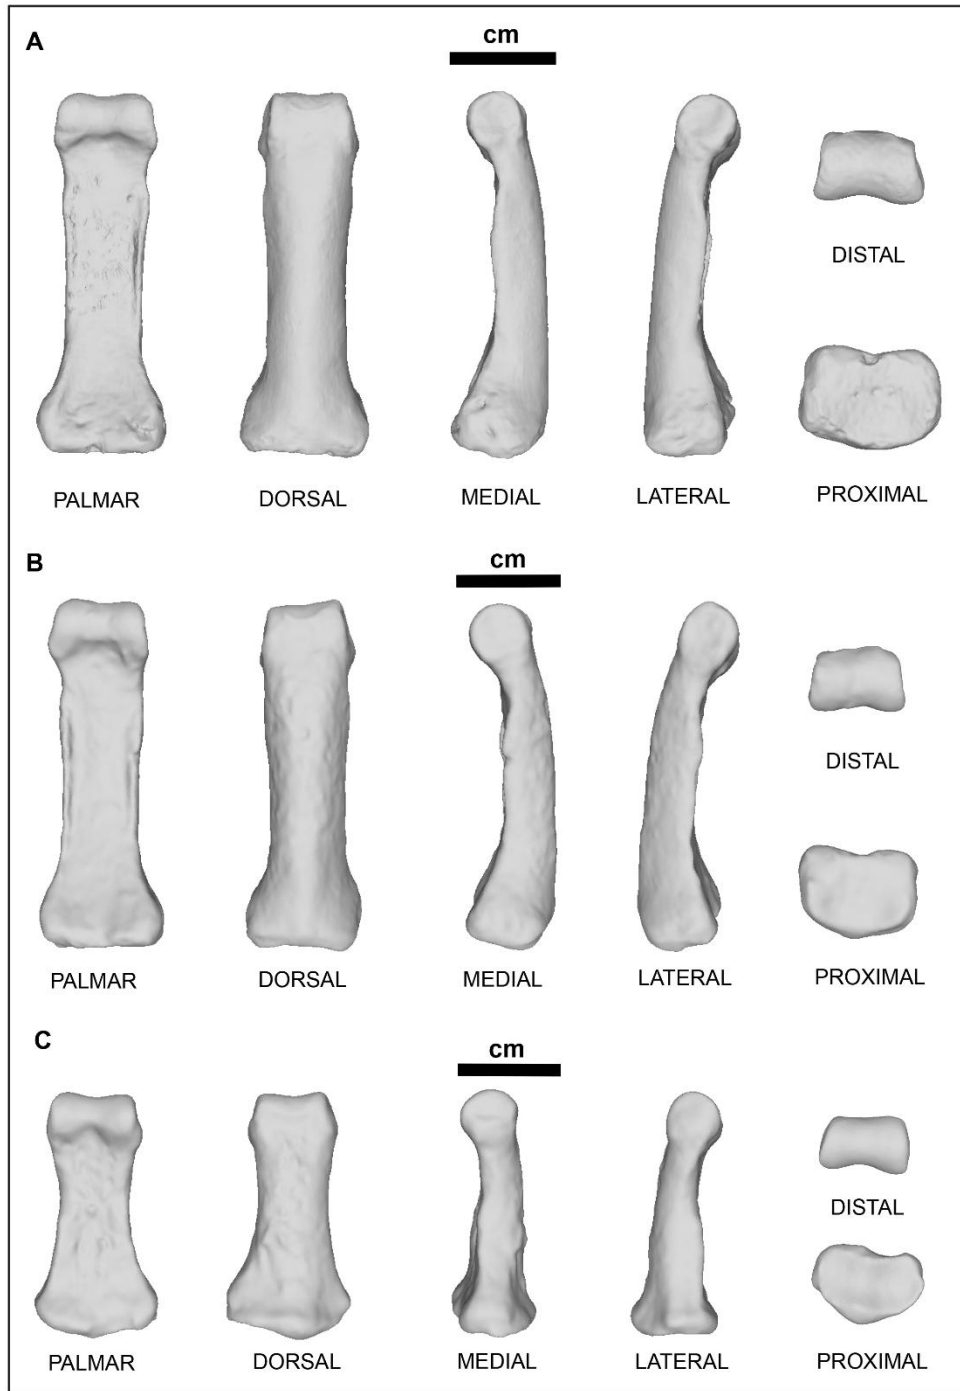 A
cm
DISTAL
PALMAR DORSAL MEDIAL LATERAL PROXIMAL
B
cm
DISTAL
PALMAR DORSAL MEDIAL LATERAL PROXIMAL
C
cm
DISTAL
PALMAR DORSAL MEDIAL LATERAL PROXIMAL